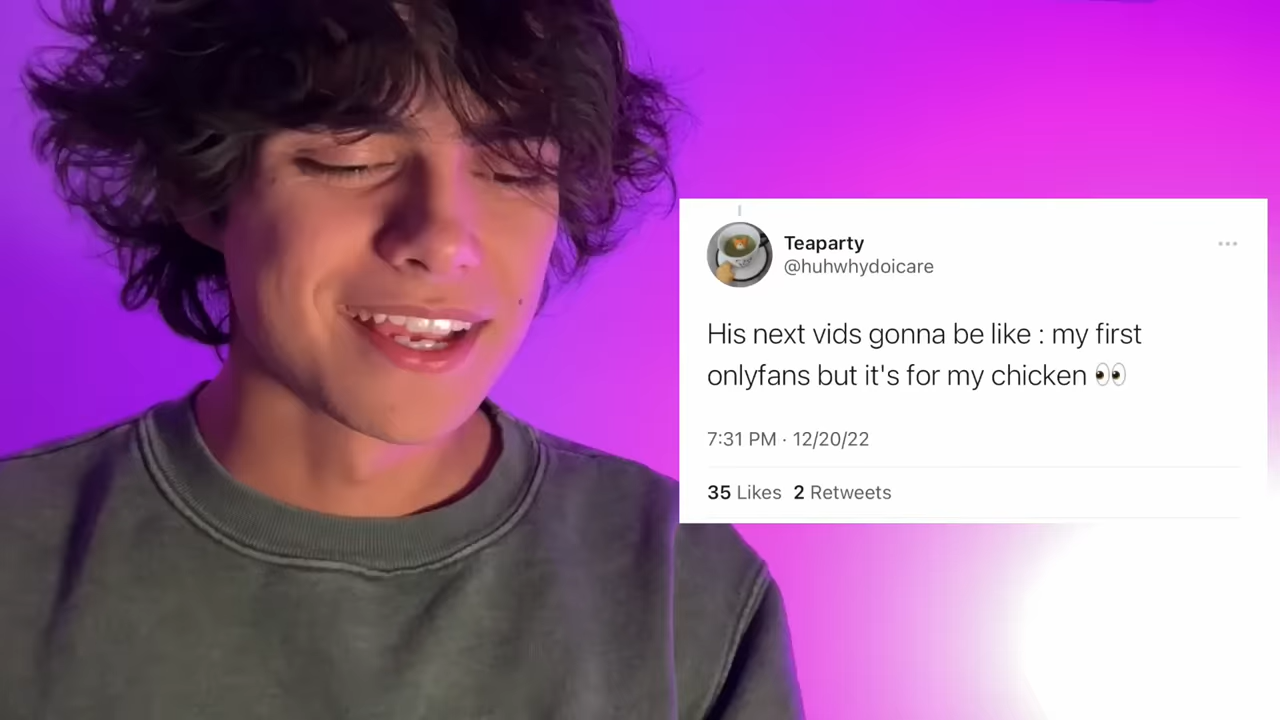 Teaparty
@huhwhydoicare
His next vids gonna be like : my first
onlyfans but it's for my chicken 👀
7:31 PM · 12/20/22
35 Likes 2 Retweets